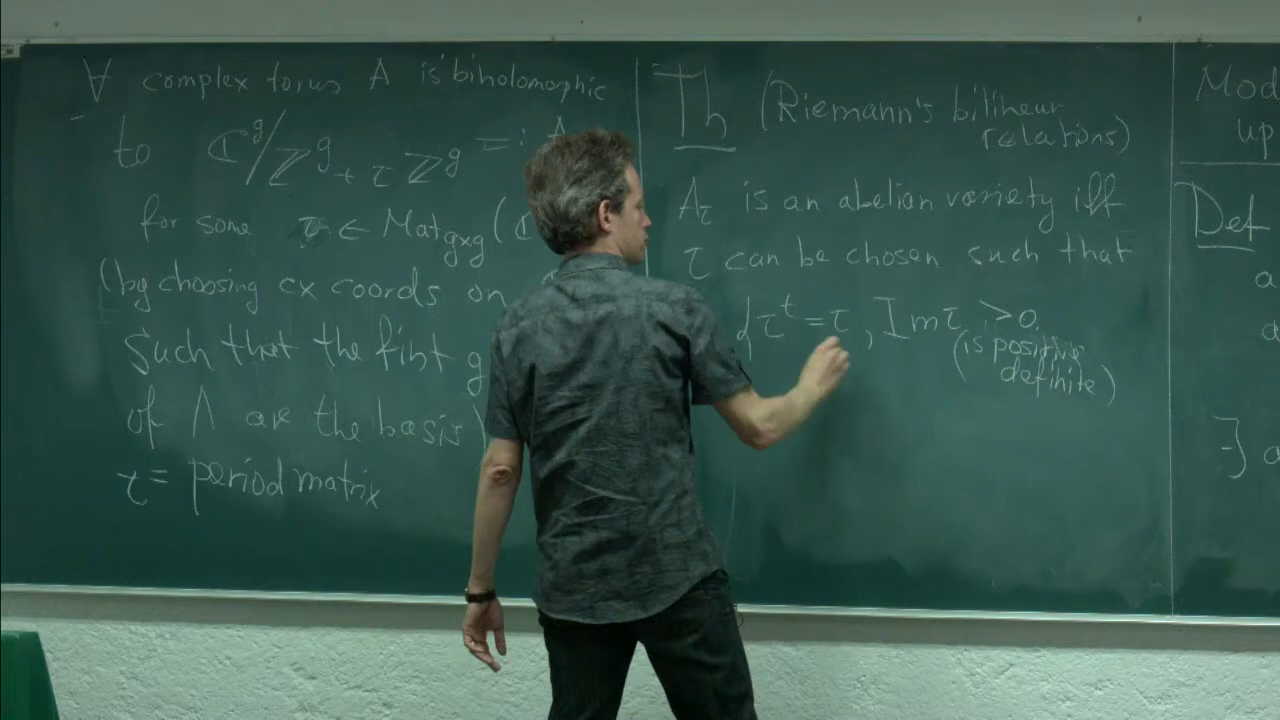 ∀ complex torus A is biholomorphic
to ℂ^g/ℤ^g + τ ℤ^g =: A
for some τ ∈ Mat_{g×g} (ℂ
(by choosing cx coords on
such that the first g
of Λ are the basis)
τ = period matrix
Th (Riemann's bilinear
relations)
A_τ is an abelian variety iff
τ can be chosen such that
{τ^t = τ, Im τ > 0
(is positive
definite)
Mod
up
Def
a
a
∃ a